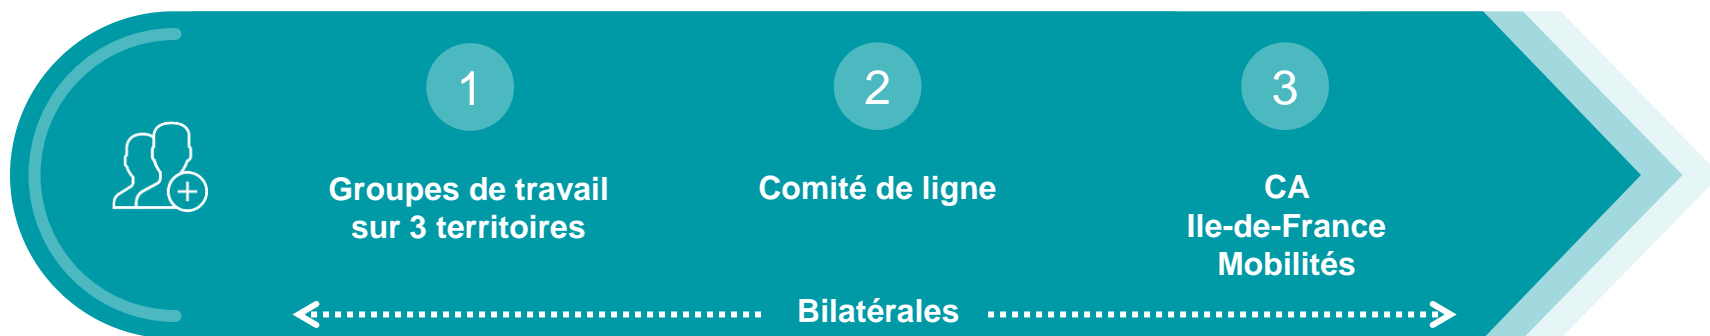 1
Groupes de travail
sur 3 territoires
2
Comité de ligne
3
CA
Ile-de-France
Mobilités
Bilatérales